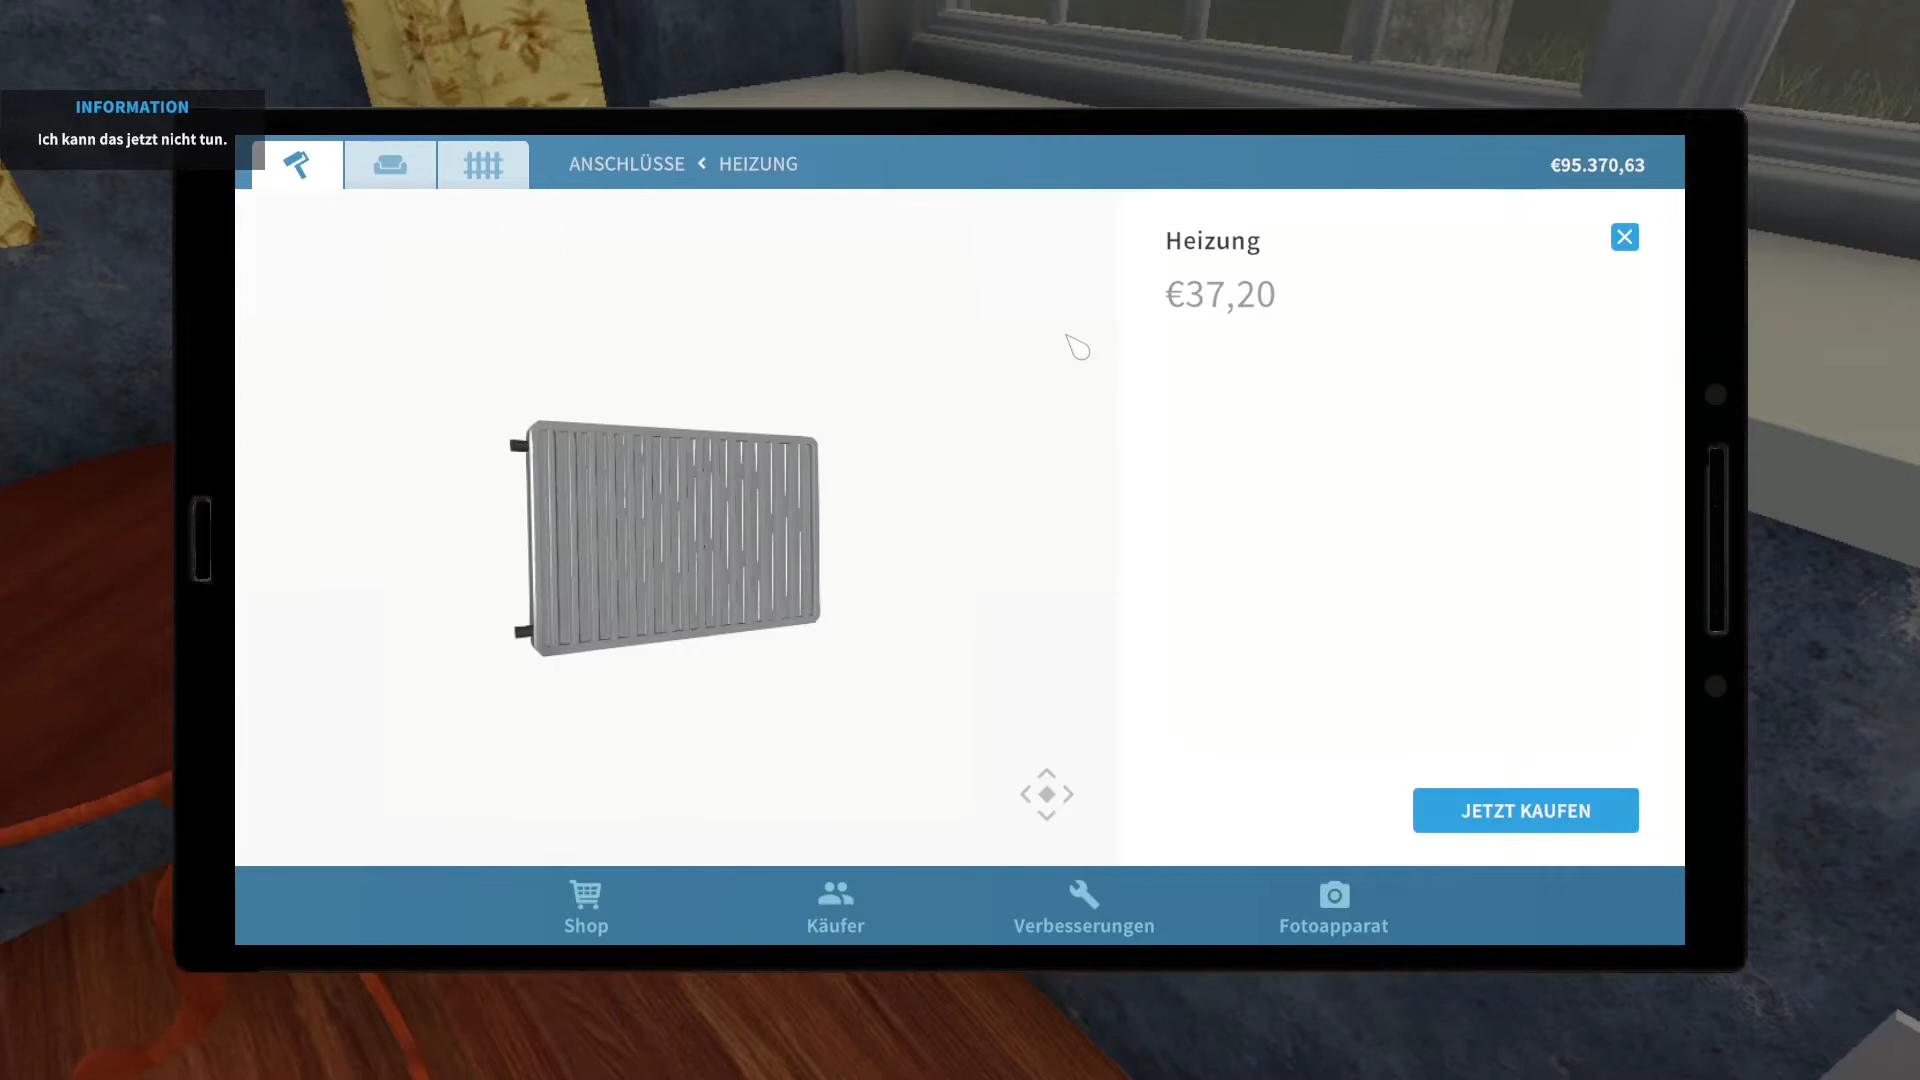 INFORMATION
Ich kann das jetzt nicht tun.
ANSCHLÜSSE < HEIZUNG
€95.370,63
Heizung
€37,20
JETZT KAUFEN
Shop
Käufer
Verbesserungen
Fotoapparat